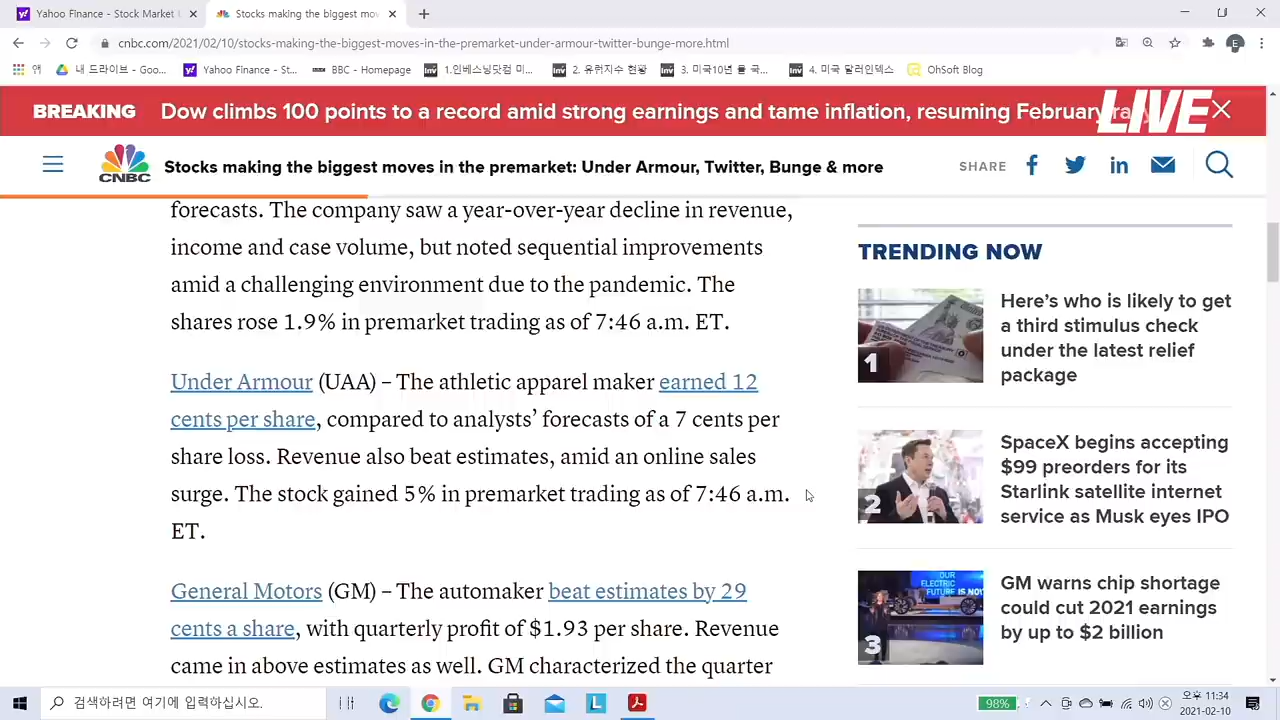 Yahoo Finance - Stock Market
Stocks making the biggest mov
cnbc.com/2021/02/10/stocks-making-the-biggest-moves-in-the-premarket-under-armour-twitter-bunge-more.html
앱
내 드라이브 - Goo...
Yahoo Finance - St...
BBC - Homepage
1.인베스닝닷컴 미...
2. 유럽지수 현황
3. 미국10년 물 국...
4. 미국 달러인덱스
OhSoft Blog
BREAKING
Dow climbs 100 points to a record amid strong earnings and tame inflation, resuming February
LIVE
CNBC
Stocks making the biggest moves in the premarket: Under Armour, Twitter, Bunge & more
SHARE
forecasts. The company saw a year-over-year decline in revenue,
income and case volume, but noted sequential improvements
amid a challenging environment due to the pandemic. The
shares rose 1.9% in premarket trading as of 7:46 a.m. ET.
Under Armour (UAA) – The athletic apparel maker earned 12
cents per share, compared to analysts’ forecasts of a 7 cents per
share loss. Revenue also beat estimates, amid an online sales
surge. The stock gained 5% in premarket trading as of 7:46 a.m.
ET.
General Motors (GM) – The automaker beat estimates by 29
cents a share, with quarterly profit of $1.93 per share. Revenue
came in above estimates as well. GM characterized the quarter
TRENDING NOW
1
Here’s who is likely to get
a third stimulus check
under the latest relief
package
2
SpaceX begins accepting
$99 preorders for its
Starlink satellite internet
service as Musk eyes IPO
OUR
ELECTRIC
FUTURE IS NOW
3
GM warns chip shortage
could cut 2021 earnings
by up to $2 billion
검색하려면 여기에 입력하십시오.
98%
오후 11:34
2021-02-10